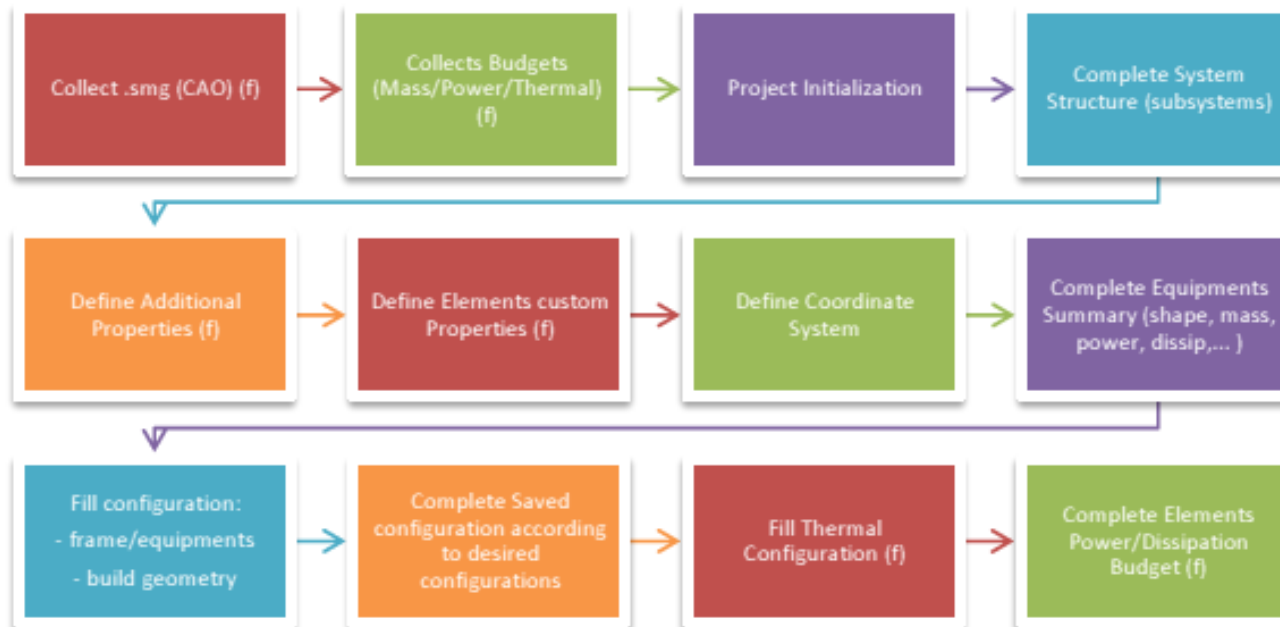 Collect .smg (CAO) (f)
Collects Budgets
(Mass/Power/Thermal)
(f)
Project Initialization
Complete System
Structure (subsystems)
Define Additional
Properties (f)
Define Elements custom
Properties (f)
Define Coordinate
System
Complete Equipments
Summary (shape, mass,
power, dissip,... )
Fill configuration:
- frame/equipments
- build geometry
Complete Saved
configuration according
to desired
configurations
Fill Thermal
Configuration (f)
Complete Elements
Power/Dissipation
Budget (f)